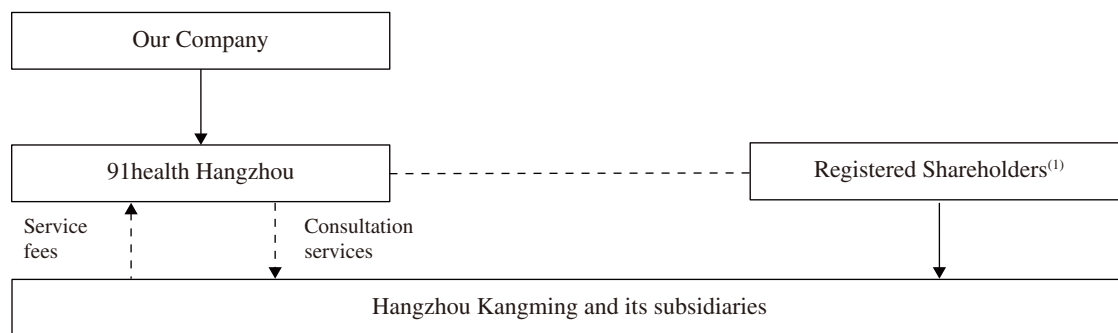 Our Company
91health Hangzhou
Registered Shareholders(1)
Service
fees
Consultation
services
Hangzhou Kangming and its subsidiaries